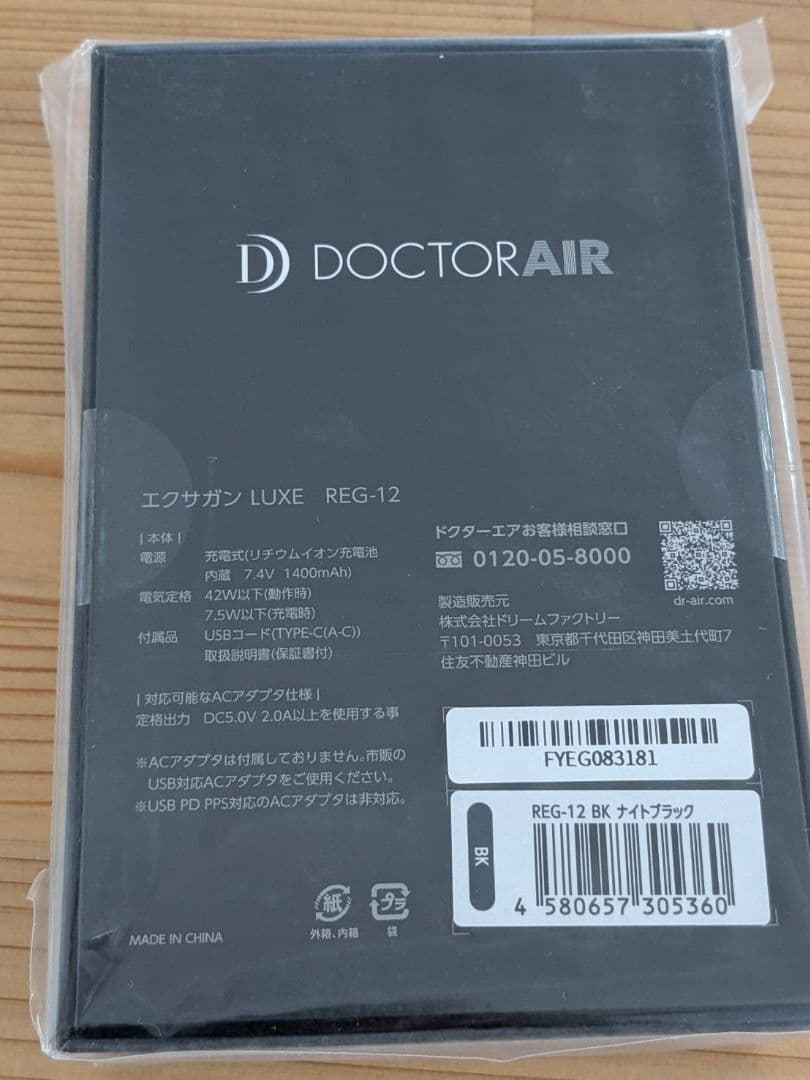 DOCTORAIR
エクサガン LUXE REG-12
| 本体 |
電源 充電式(リチウムイオン充電池
内蔵 7.4V 1400mAh)
電気定格 42W以下(動作時)
7.5W以下(充電時)
付属品 USBコード(TYPE-C(A-C))
取扱説明書(保証書付)
| 対応可能なACアダプタ仕様 |
定格出力 DC5.0V 2.0A以上を使用する事
※ACアダプタは付属しておりません。市販の
USB対応ACアダプタをご使用ください。
※USB PD PPS対応のACアダプタは非対応。
ドクターエアお客様相談窓口
0120-05-8000
dr-air.com
製造販売元
株式会社ドリームファクトリー
〒101-0053 東京都千代田区神田美土代町7
住友不動産神田ビル
FYEG083181
REG-12 BK ナイトブラック
BK
4 580657 305360
紙
外箱、内箱
プラ
袋
MADE IN CHINA